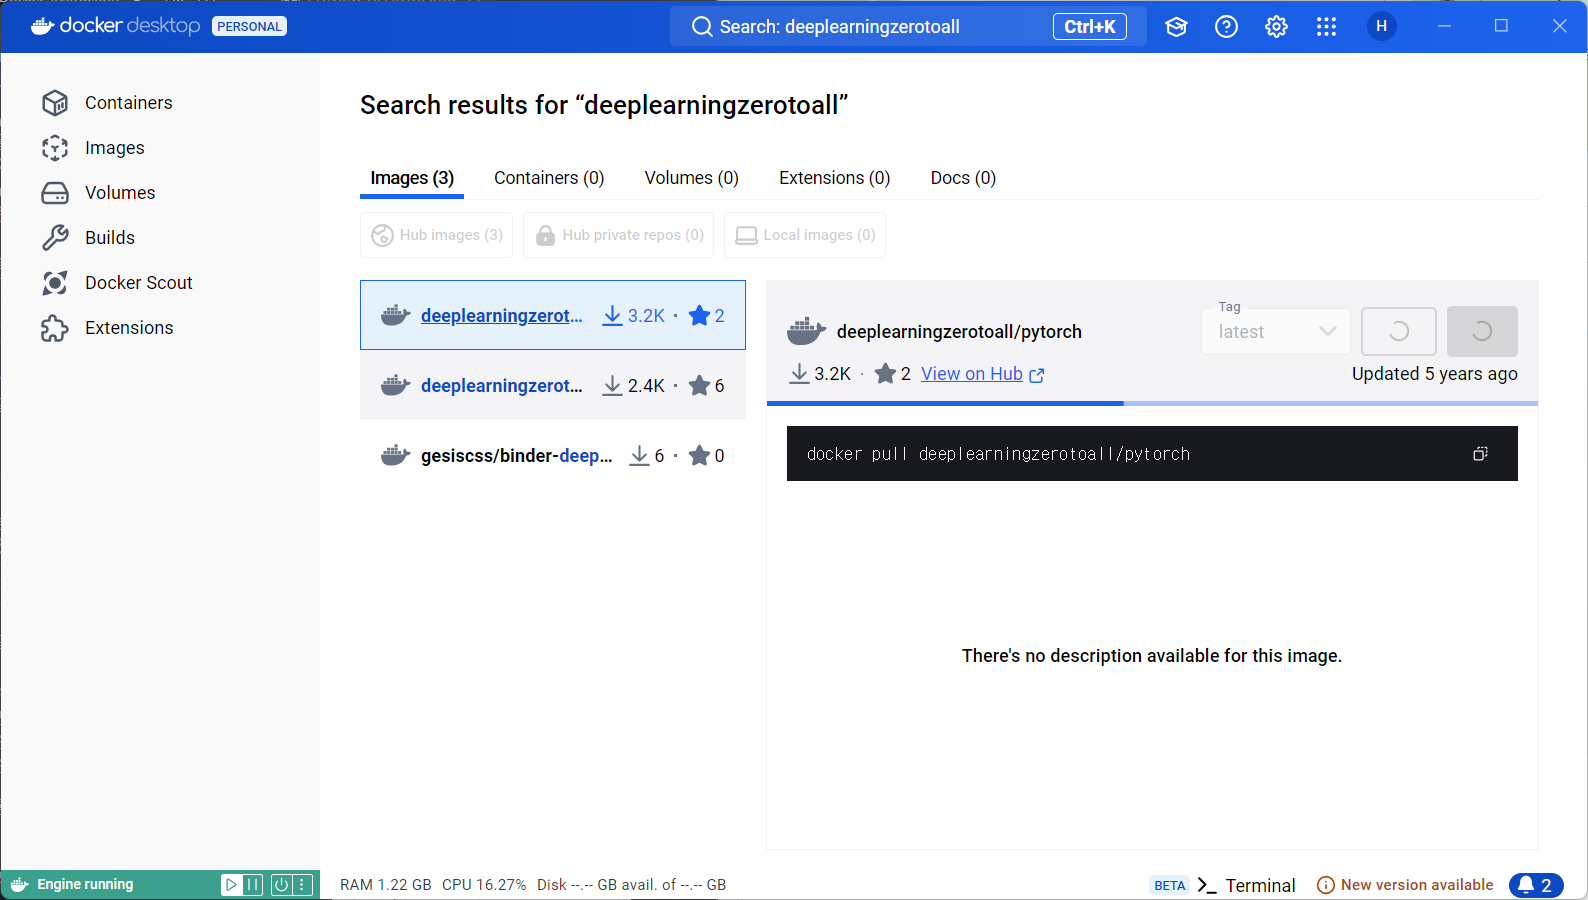 docker desktop PERSONAL
Search: deeplearningzerotoall Ctrl+K
H
Containers
Images
Volumes
Builds
Docker Scout
Extensions
Search results for “deeplearningzerotoall”
Images (3) Containers (0) Volumes (0) Extensions (0) Docs (0)
Hub images (3) Hub private repos (0) Local images (0)
deeplearningzerot... 3.2K · 2
deeplearningzerot... 2.4K · 6
gesiscss/binder-deep... 6 · 0
deeplearningzerotoall/pytorch
Tag
latest
3.2K · 2 View on Hub
Updated 5 years ago
docker pull deeplearningzerotoall/pytorch
There's no description available for this image.
Engine running
RAM 1.22 GB CPU 16.27% Disk --.-- GB avail. of --.-- GB
BETA >_ Terminal
New version available
2